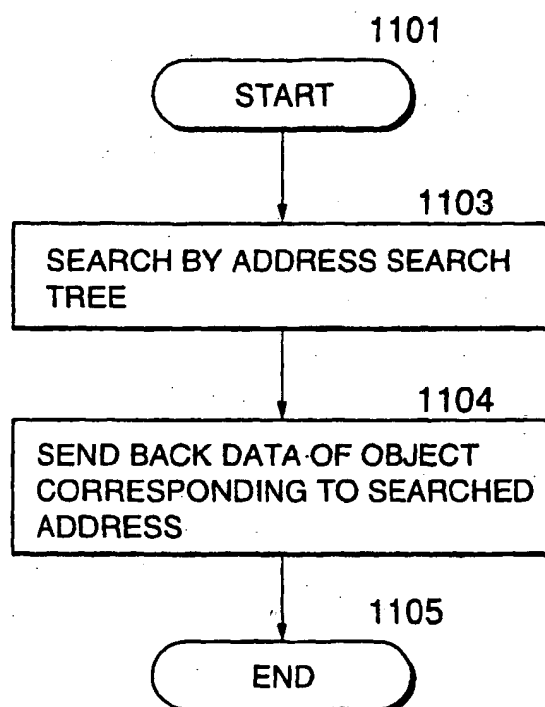 1101
START
1103
SEARCH BY ADDRESS SEARCH
TREE
1104
SEND BACK DATA OF OBJECT
CORRESPONDING TO SEARCHED
ADDRESS
1105
END